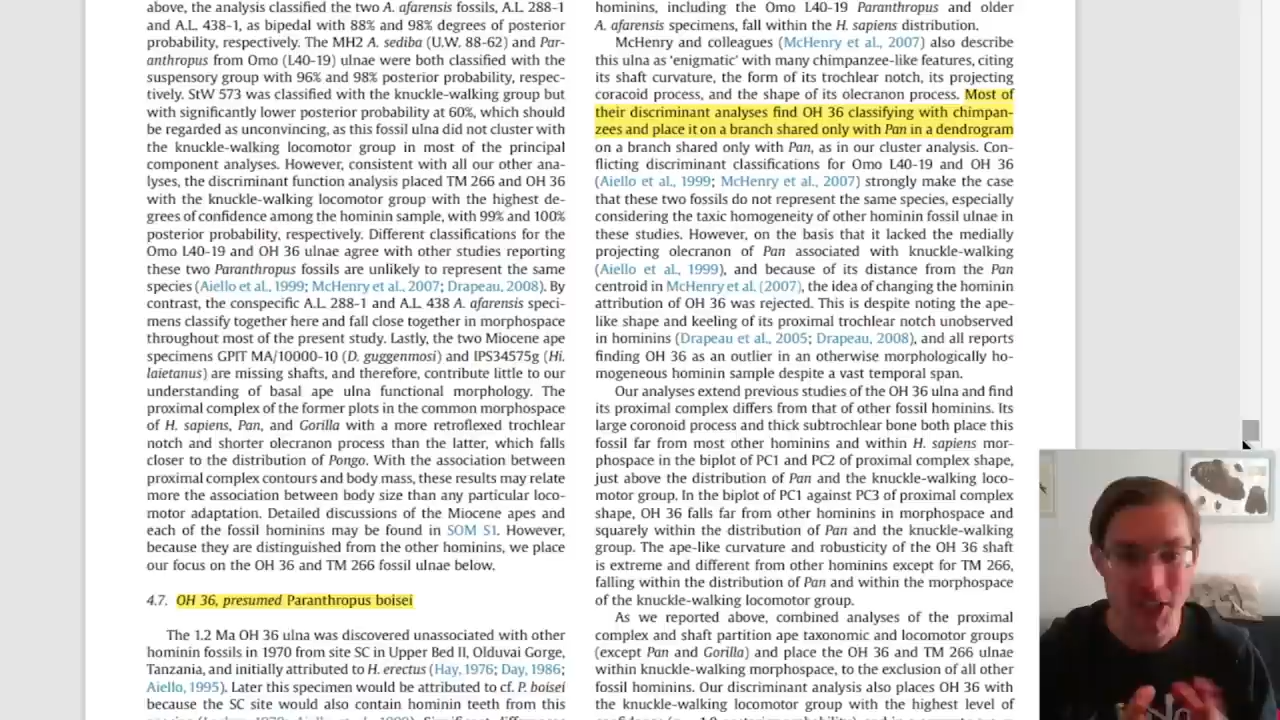 above, the analysis classified the two A. afarensis fossils, A.L. 288-1
and A.L. 438-1, as bipedal with 88% and 98% degrees of posterior
probability, respectively. The MH2 A. sediba (U.W. 88-62) and Par-
anthropus from Omo (L40-19) ulnae were both classified with the
suspensory group with 96% and 98% posterior probability, respec-
tively. StW 573 was classified with the knuckle-walking group but
with significantly lower posterior probability at 60%, which should
be regarded as unconvincing, as this fossil ulna did not cluster with
the knuckle-walking locomotor group in most of the principal
component analyses. However, consistent with all our other ana-
lyses, the discriminant function analysis placed TM 266 and OH 36
with the knuckle-walking locomotor group with the highest de-
grees of confidence among the hominin sample, with 99% and 100%
posterior probability, respectively. Different classifications for the
Omo L40-19 and OH 36 ulnae agree with other studies reporting
these two Paranthropus fossils are unlikely to represent the same
species (Aiello et al., 1999; McHenry et al., 2007; Drapeau, 2008). By
contrast, the conspecific A.L. 288-1 and A.L. 438 A. afarensis speci-
mens classify together here and fall close together in morphospace
throughout most of the present study. Lastly, the two Miocene ape
specimens GPIT MA/10000-10 (D. guggenmosi) and IPS34575g (Hi.
laietanus) are missing shafts, and therefore, contribute little to our
understanding of basal ape ulna functional morphology. The
proximal complex of the former plots in the common morphospace
of H. sapiens, Pan, and Gorilla with a more retroflexed trochlear
notch and shorter olecranon process than the latter, which falls
closer to the distribution of Pongo. With the association between
proximal complex contours and body mass, these results may relate
more the association between body size than any particular loco-
motor adaptation. Detailed discussions of the Miocene apes and
each of the fossil hominins may be found in SOM S1. However,
because they are distinguished from the other hominins, we place
our focus on the OH 36 and TM 266 fossil ulnae below.
4.7. OH 36, presumed Paranthropus boisei
The 1.2 Ma OH 36 ulna was discovered unassociated with other
hominin fossils in 1970 from site SC in Upper Bed II, Olduvai Gorge,
Tanzania, and initially attributed to H. erectus (Hay, 1976; Day, 1986;
Aiello, 1995). Later this specimen would be attributed to cf. P. boisei
because the SC site would also contain hominin teeth from this
hominins, including the Omo L40-19 Paranthropus and older
A. afarensis specimens, fall within the H. sapiens distribution.
McHenry and colleagues (McHenry et al., 2007) also describe
this ulna as ‘enigmatic’ with many chimpanzee-like features, citing
its shaft curvature, the form of its trochlear notch, its projecting
coracoid process, and the shape of its olecranon process. Most of
their discriminant analyses find OH 36 classifying with chimpan-
zees and place it on a branch shared only with Pan in a dendrogram
on a branch shared only with Pan, as in our cluster analysis. Con-
flicting discriminant classifications for Omo L40-19 and OH 36
(Aiello et al., 1999; McHenry et al., 2007) strongly make the case
that these two fossils do not represent the same species, especially
considering the taxic homogeneity of other hominin fossil ulnae in
these studies. However, on the basis that it lacked the medially
projecting olecranon of Pan associated with knuckle-walking
(Aiello et al., 1999), and because of its distance from the Pan
centroid in McHenry et al. (2007), the idea of changing the hominin
attribution of OH 36 was rejected. This is despite noting the ape-
like shape and keeling of its proximal trochlear notch unobserved
in hominins (Drapeau et al., 2005; Drapeau, 2008), and all reports
finding OH 36 as an outlier in an otherwise morphologically ho-
mogeneous hominin sample despite a vast temporal span.
Our analyses extend previous studies of the OH 36 ulna and find
its proximal complex differs from that of other fossil hominins. Its
large coronoid process and thick subtrochlear bone both place this
fossil far from most other hominins and within H. sapiens mor-
phospace in the biplot of PC1 and PC2 of proximal complex shape,
just above the distribution of Pan and the knuckle-walking loco-
motor group. In the biplot of PC1 against PC3 of proximal complex
shape, OH 36 falls far from other hominins in morphospace and
squarely within the distribution of Pan and the knuckle-walking
group. The ape-like curvature and robusticity of the OH 36 shaft
is extreme and different from other hominins except for TM 266,
falling within the distribution of Pan and within the morphospace
of the knuckle-walking locomotor group.
As we reported above, combined analyses of the proximal
complex and shaft partition ape taxonomic and locomotor groups
(except Pan and Gorilla) and place the OH 36 and TM 266 ulnae
within knuckle-walking morphospace, to the exclusion of all other
fossil hominins. Our discriminant analysis also places OH 36 with
the knuckle-walking locomotor group with the highest level of